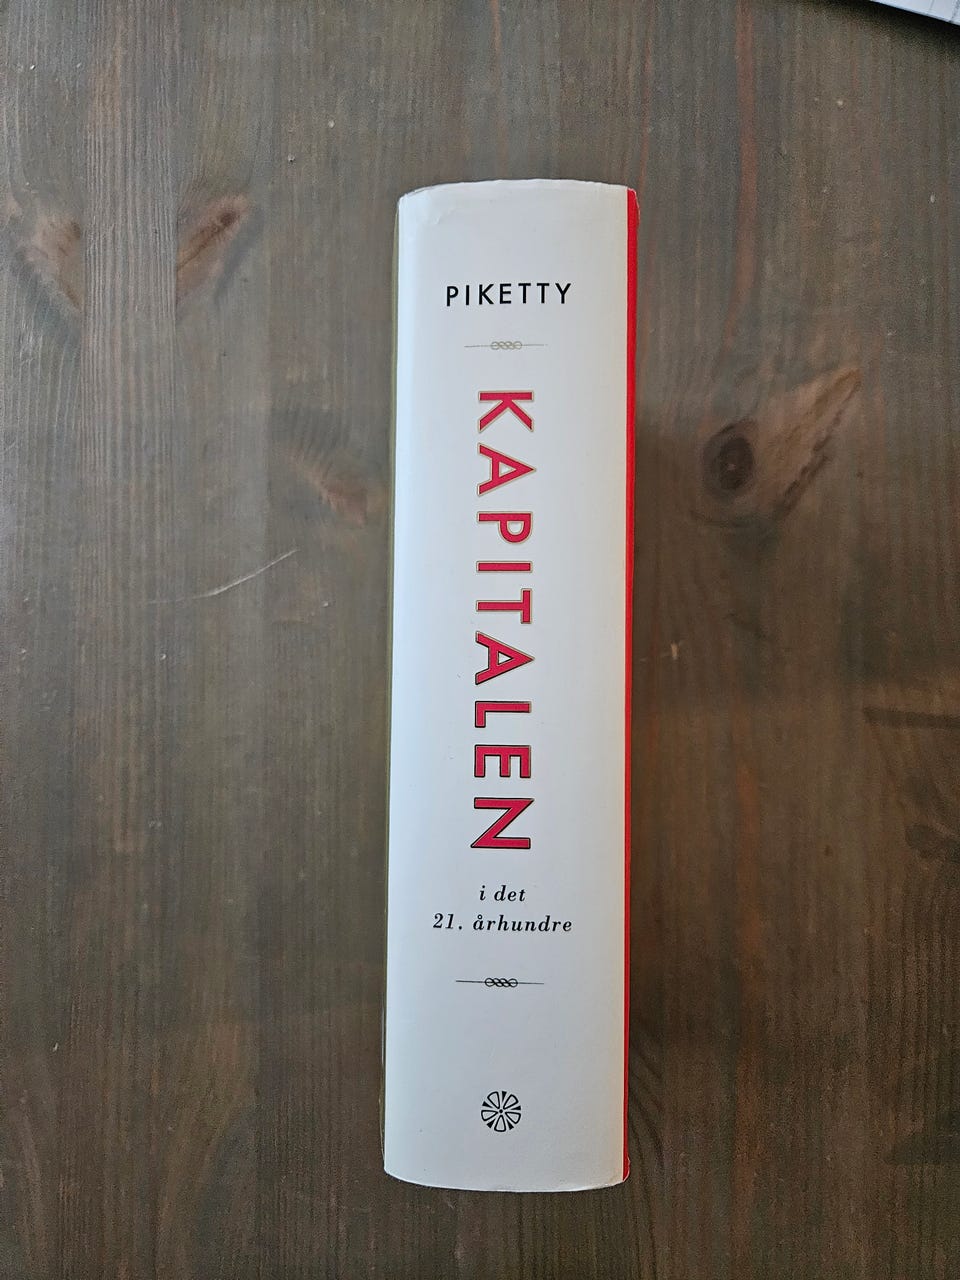 PIKETTY
KAPITALEN
i det
21. århundre